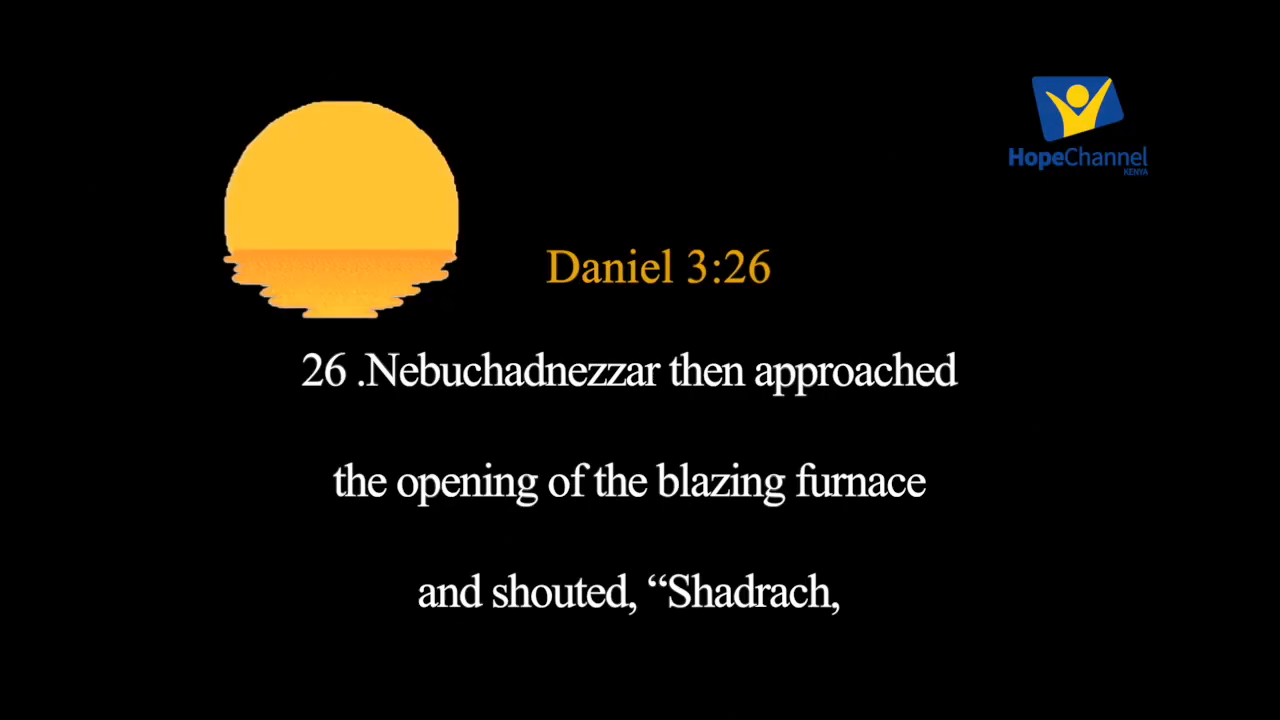 HopeChannel
KENYA
Daniel 3:26
26 .Nebuchadnezzar then approached
the opening of the blazing furnace
and shouted, “Shadrach,